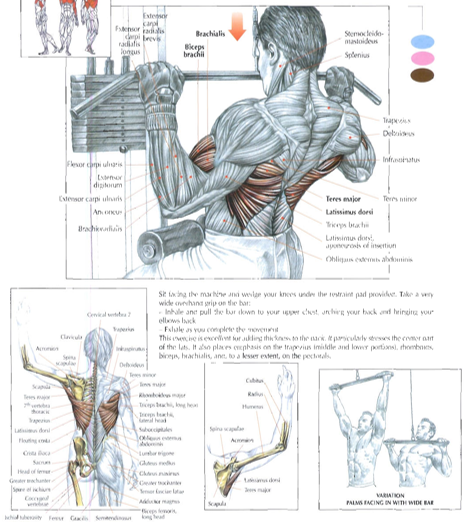 Extensor
carpi
radialis
brevis
Extensor
carpi
radialis
longus
Brachialis
Biceps
brachii
Sternocleido-
mastoideus
Splenius
Trapezius
Deltoideus
Infraspinatus
Teres minor
Flexor carpi ulnaris
Extensor
digitorum
Extensor carpi ulnaris
Anconeus
Brachioradialis
Teres major
Latissimus dorsi
Triceps brachii
Latissimus dorsi,
aponeurosis of insertion
Obliquus externus abdominis
Sit facing the machine and wedge your knees under the restraint pad provided. Take a very
wide overhand grip on the bar:
– Inhale and pull the bar down to your upper chest, arching your back and bringing your
elbows back
– Exhale as you complete the movement
This exercise is excellent for adding thickness to the back. It particularly stresses the center part
of the lats. It also places emphasis on the trapezius (middle and lower portions), rhomboids,
biceps, brachialis, and, to a lesser extent, on the pectorals.
Cervical vertebra 7
Trapezius
Clavicula
Acromion
Infraspinatus
Spina
scapulae
Deltoideus
Teres minor
Scapula
Teres major
Teres major
Rhomboideus major
7th vertebra
thoracis
Triceps brachii, long head
Trapezius
Triceps brachii,
lateral head
Latissimus dorsi
Floating costa
Obliquus externus
abdominis
Crista iliaca
Lumbar trigone
Sacrum
Gluteus medius
Head of femur
Gluteus maximus
Greater trochanter
Greater trochanter
Spine of ischium
Tensor fasciae latae
Coccygeal
vertebrae
Adductor magnus
Biceps femoris,
long head
Ischial tuberosity
Femur
Gracilis
Semitendinosus
Cubitus
Radius
Humerus
Spina scapulae
Acromion
Latissimus dorsi
Teres major
Scapula
VARIATION
PALMS FACING IN WITH WIDE BAR